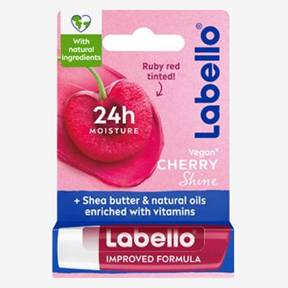 With
natural
ingredients
Ruby red
tinted!
24h
MOISTURE
Labello
Vegan*
CHERRY
Shine
+ Shea butter & natural oils
enriched with vitamins
Labello
IMPROVED FORMULA